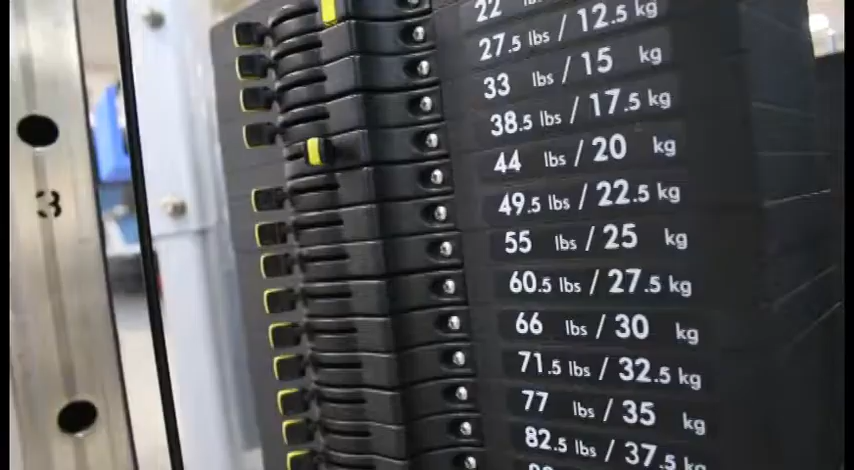 22
27.5 lbs / 12.5 kg
33 lbs / 15 kg
38.5 lbs / 17.5 kg
44 lbs / 20 kg
49.5 lbs / 22.5 kg
55 lbs / 25 kg
60.5 lbs / 27.5 kg
66 lbs / 30 kg
71.5 lbs / 32.5 kg
77 lbs / 35 kg
82.5 lbs / 37.5 kg
3